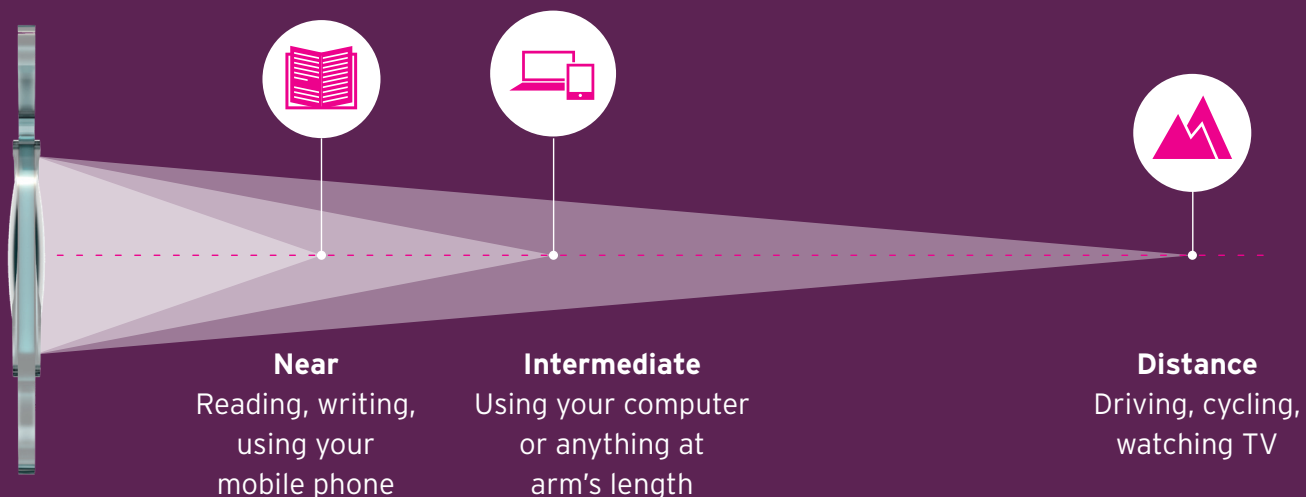 Near
Reading, writing,
using your
mobile phone
Intermediate
Using your computer
or anything at
arm's length
Distance
Driving, cycling,
watching TV